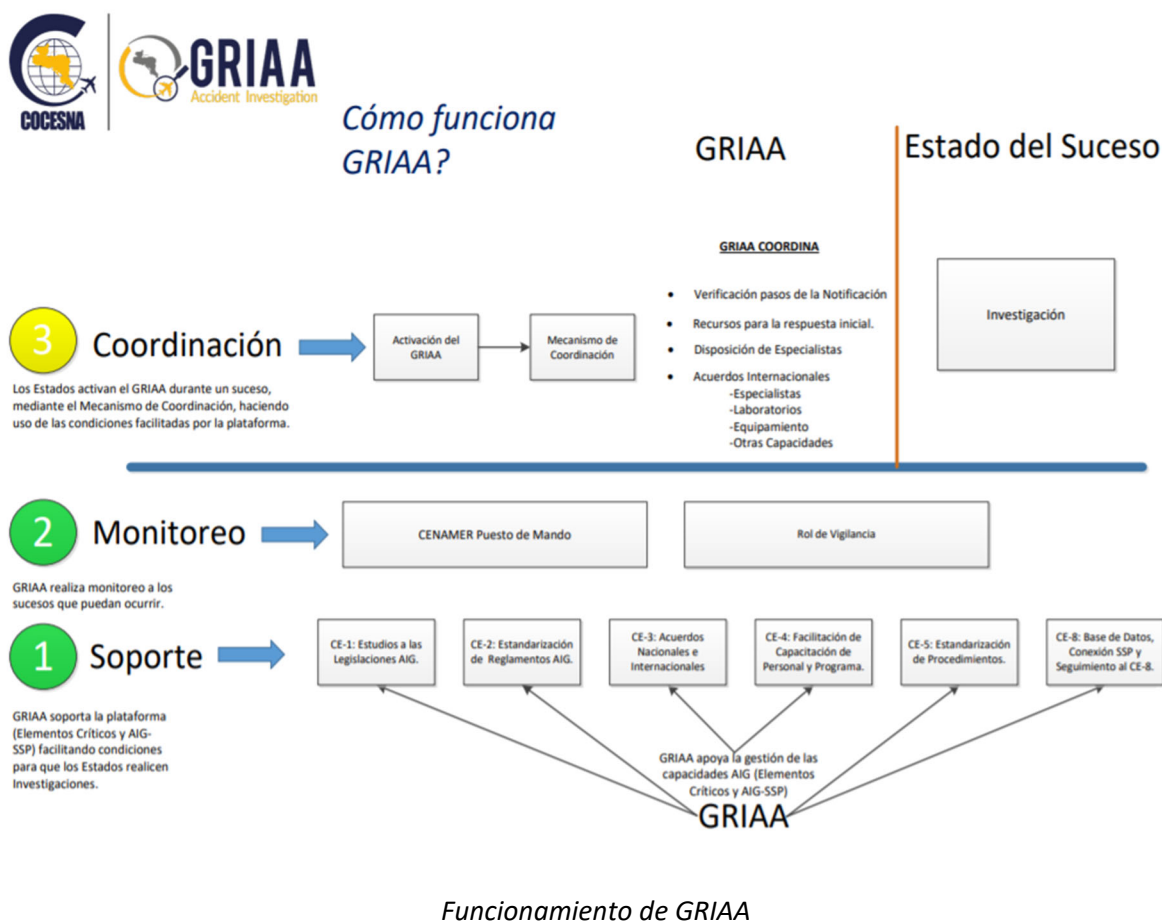 COCESNA
GRIAA
Accident Investigation
Cómo funciona
GRIAA?
GRIAA
Estado del Suceso
3
Coordinación
Los Estados activan el GRIAA durante un suceso,
mediante el Mecanismo de Coordinación, haciendo
uso de las condiciones facilitadas por la plataforma.
Activación del
GRIAA
Mecanismo de
Coordinación
GRIAA COORDINA
• Verificación pasos de la Notificación
• Recursos para la respuesta inicial.
• Disposición de Especialistas
• Acuerdos Internacionales
-Especialistas
-Laboratorios
-Equipamiento
-Otras Capacidades
Investigación
2
Monitoreo
GRIAA realiza monitoreo a los
sucesos que puedan ocurrir.
CENAMER Puesto de Mando
Rol de Vigilancia
1
Soporte
GRIAA soporta la plataforma
(Elementos Críticos y AIG-
SSP) facilitando condiciones
para que los Estados realicen
Investigaciones.
CE-1: Estudios a las
Legislaciones AIG.
CE-2: Estandarización
de Reglamentos AIG.
CE-3: Acuerdos
Nacionales e
Internacionales
CE-4: Facilitación de
Capacitación de
Personal y Programa.
CE-5: Estandarización
de Procedimientos.
CE-8: Base de Datos,
Conexión SSP y
Seguimiento al CE-8.
GRIAA apoya la gestión de las
capacidades AIG (Elementos
Críticos y AIG-SSP)
GRIAA
Funcionamiento de GRIAA